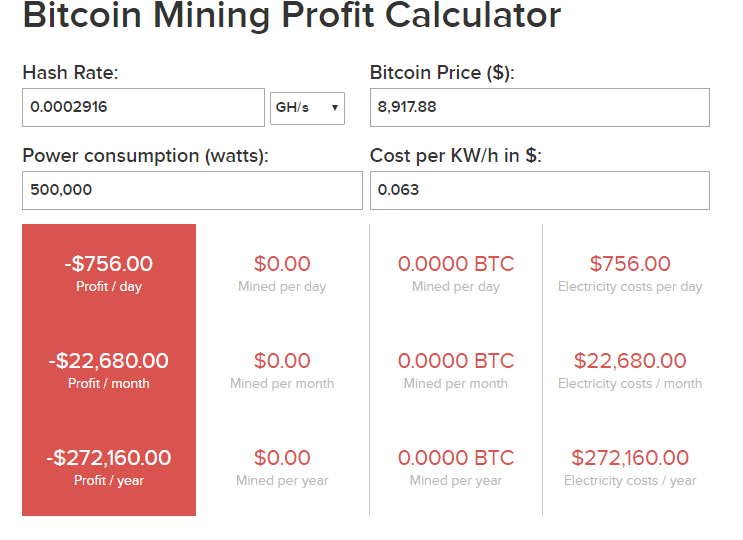 Bitcoin Mining Profit Calculator
Hash Rate: Bitcoin Price ($):
0.0002916 GH/s 8,917.88
Power consumption (watts): Cost per KW/h in $:
500,000 0.063
-$756.00 $0.00 0.0000 BTC $756.00
Profit / day Mined per day Mined per day Electricity costs per day
-$22,680.00 $0.00 0.0000 BTC $22,680.00
Profit / month Mined per month Mined per month Electricity costs / month
-$272,160.00 $0.00 0.0000 BTC $272,160.00
Profit / year Mined per year Mined per year Electricity costs / year